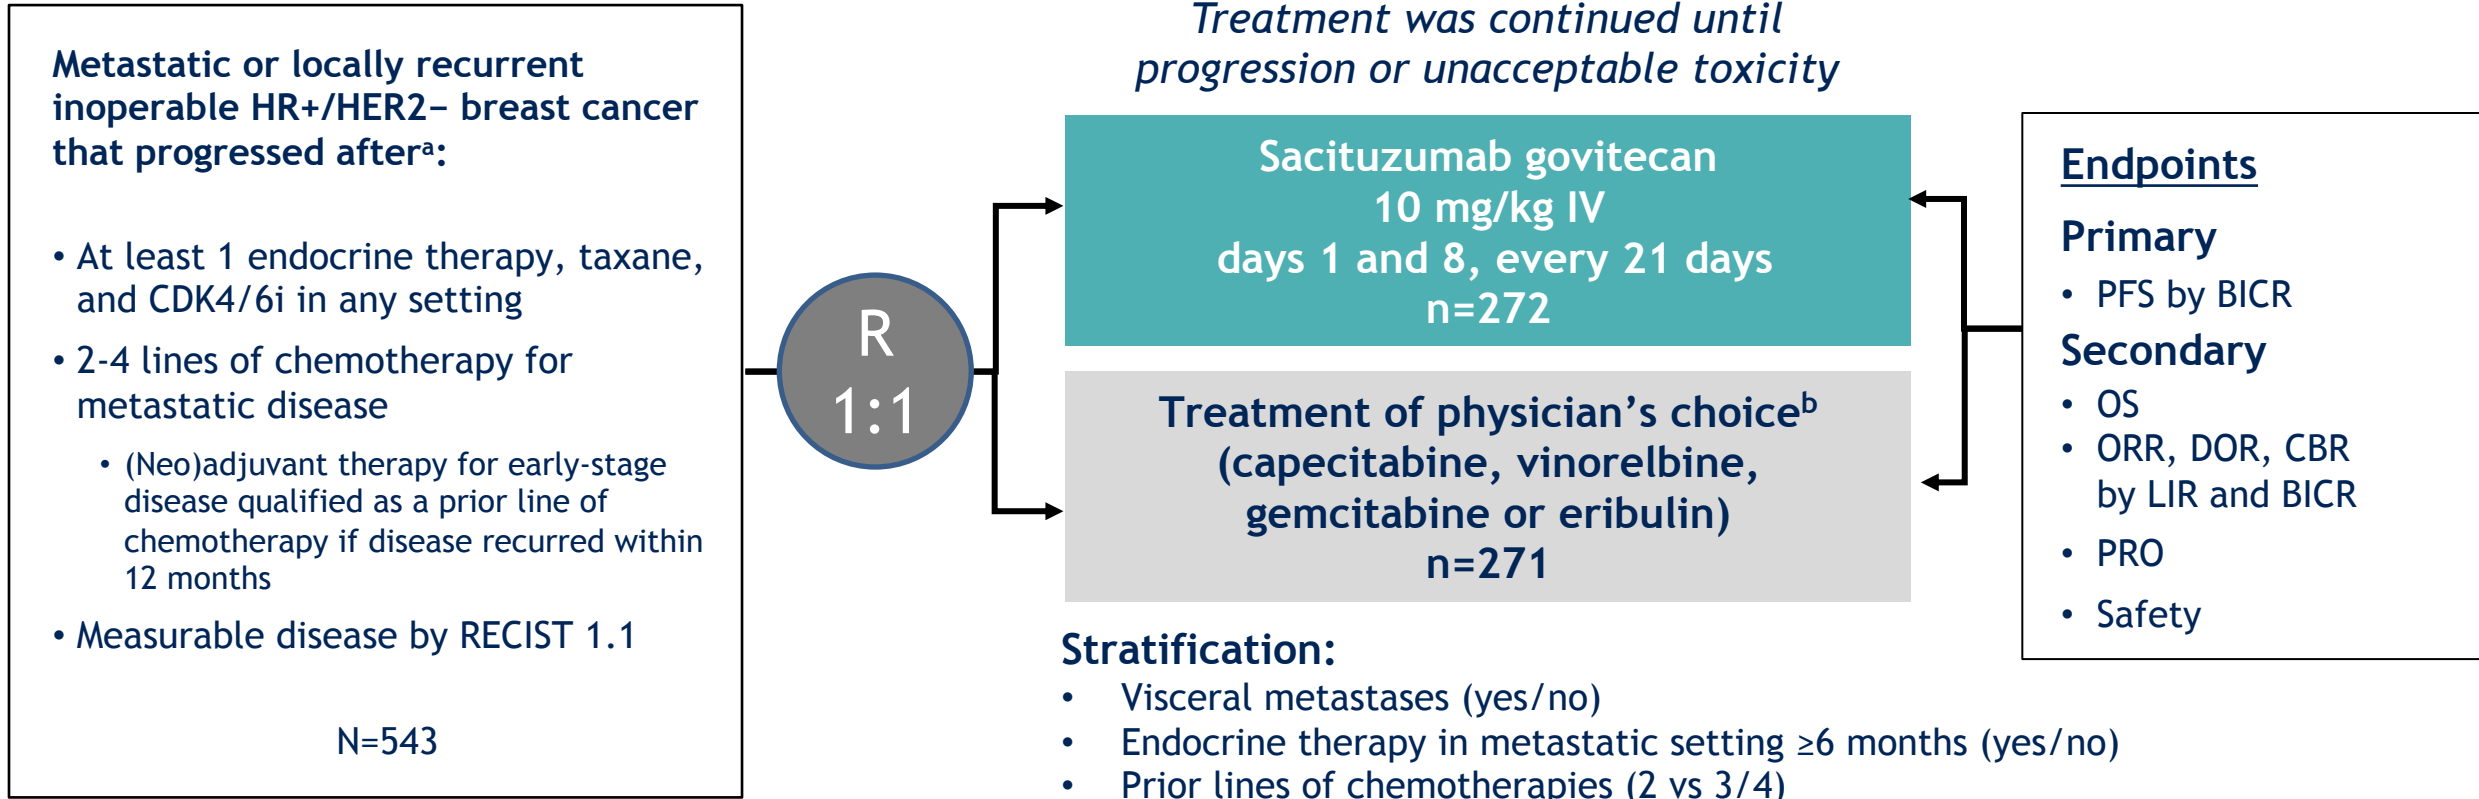 Metastatic or locally recurrent
inoperable HR+/HER2− breast cancer
that progressed afterᵃ:
• At least 1 endocrine therapy, taxane,
and CDK4/6i in any setting
• 2-4 lines of chemotherapy for
metastatic disease
• (Neo)adjuvant therapy for early-stage
disease qualified as a prior line of
chemotherapy if disease recurred within
12 months
• Measurable disease by RECIST 1.1
N=543
R
1:1
Treatment was continued until
progression or unacceptable toxicity
Sacituzumab govitecan
10 mg/kg IV
days 1 and 8, every 21 days
n=272
Treatment of physician’s choiceᵇ
(capecitabine, vinorelbine,
gemcitabine or eribulin)
n=271
Stratification:
• Visceral metastases (yes/no)
• Endocrine therapy in metastatic setting ≥6 months (yes/no)
• Prior lines of chemotherapies (2 vs 3/4)
Endpoints
Primary
• PFS by BICR
Secondary
• OS
• ORR, DOR, CBR
by LIR and BICR
• PRO
• Safety